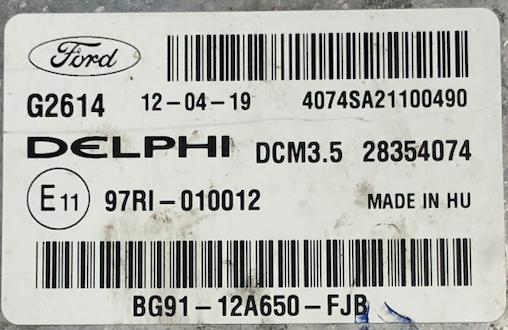 Ford
G2614 12-04-19 4074SA21100490
DELPHI DCM3.5 28354074
E11 97RI-010012 MADE IN HU
BG91-12A650-FJB